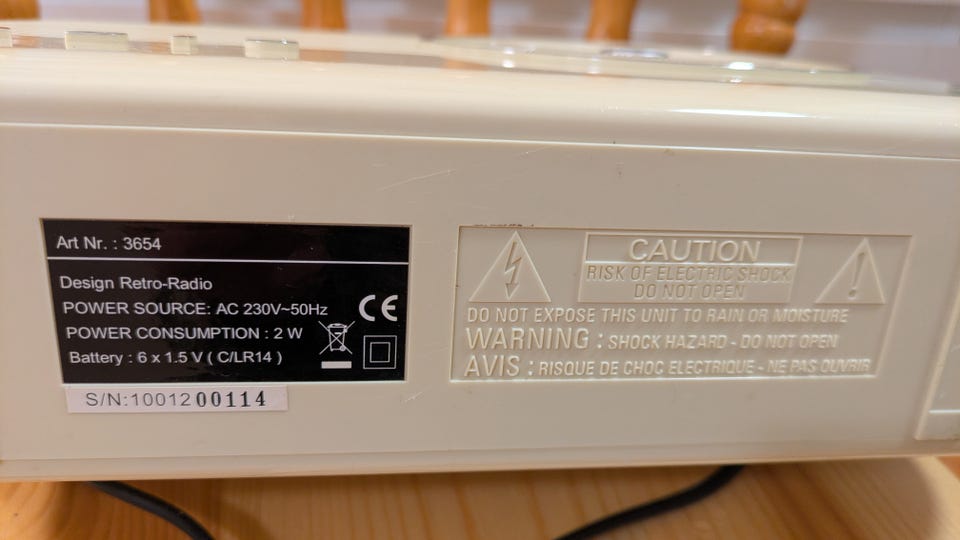 Art Nr. : 3654
Design Retro-Radio
POWER SOURCE: AC 230V~50Hz
POWER CONSUMPTION : 2 W
Battery : 6 x 1.5 V ( C/LR14 )
CE
S/N:1001200114
CAUTION
RISK OF ELECTRIC SHOCK
DO NOT OPEN
DO NOT EXPOSE THIS UNIT TO RAIN OR MOISTURE
WARNING : SHOCK HAZARD - DO NOT OPEN
AVIS : RISQUE DE CHOC ELECTRIQUE - NE PAS OUVRIR